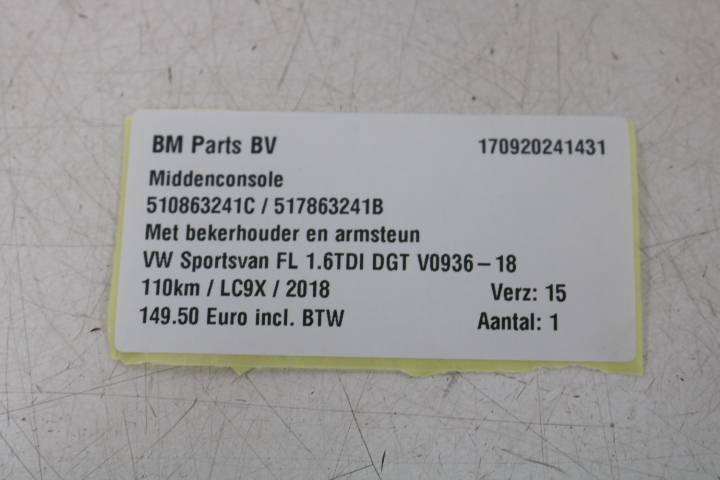 BM Parts BV 170920241431
Middenconsole
510863241C / 517863241B
Met bekerhouder en armsteun
VW Sportsvan FL 1.6TDI DGT V0936-18
110km / LC9X / 2018 Verz: 15
149.50 Euro incl. BTW Aantal: 1